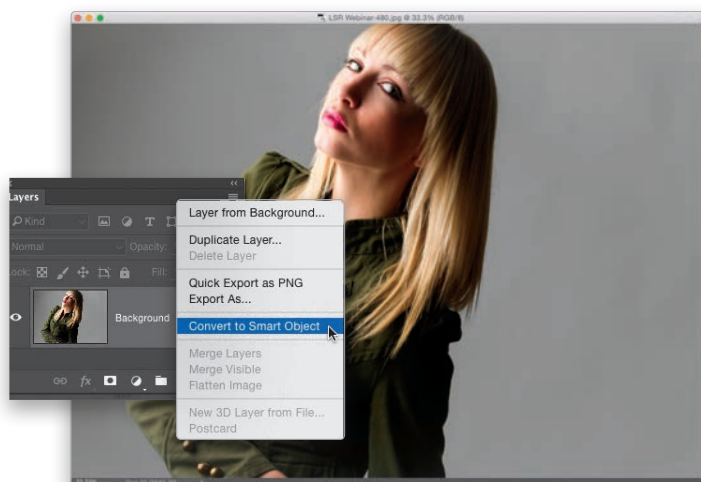 LSR Webinar-480.jpg @ 33.3% (RGB/8)
Layers
Kind
Normal
Opacity:
Lock:
Fill:
Background
fx
Layer from Background...
Duplicate Layer...
Delete Layer
Quick Export as PNG
Export As...
Convert to Smart Object
Merge Layers
Merge Visible
Flatten Image
New 3D Layer from File...
Postcard